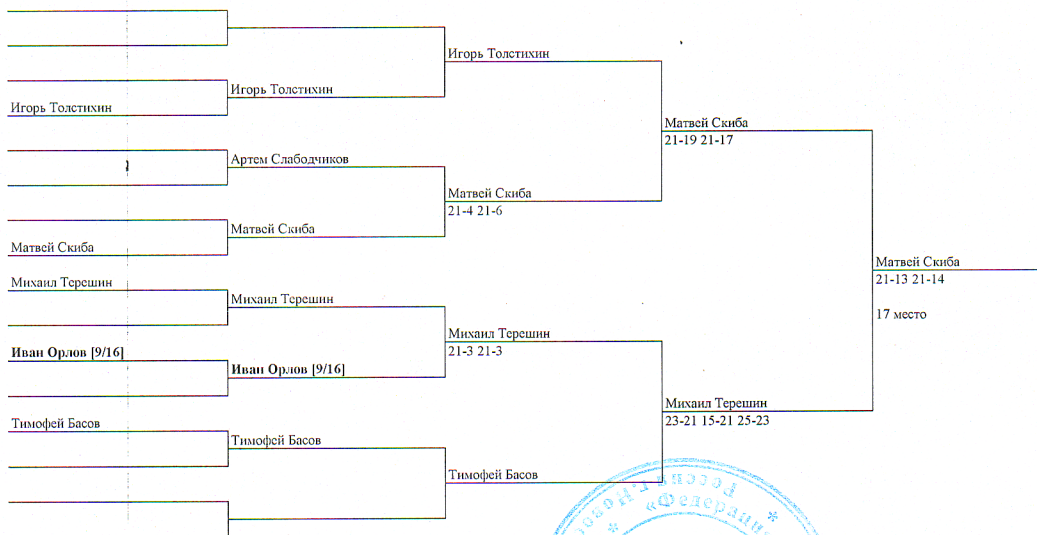 Игорь Толстихин
Игорь Толстихин
Игорь Толстихин
Матвей Скиба
21-19 21-17
Артем Слабодчиков
Матвей Скиба
21-4 21-6
Матвей Скиба
Матвей Скиба
Матвей Скиба
21-13 21-14
17 место
Михаил Терешин
Михаил Терешин
Михаил Терешин
21-3 21-3
Иван Орлов [9/16]
Иван Орлов [9/16]
Михаил Терешин
23-21 15-21 25-23
Тимофей Басов
Тимофей Басов
Тимофей Басов